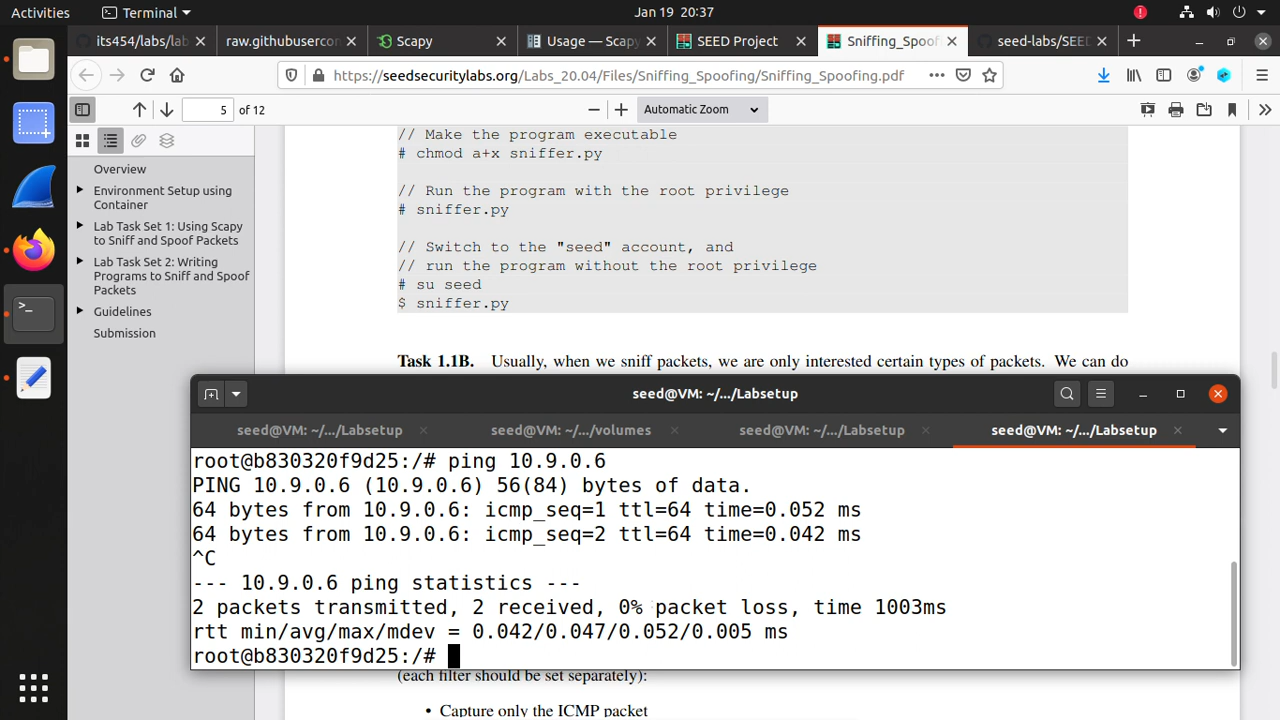 Activities
Terminal
Jan 19 20:37
its454/labs/lab
raw.githubusercon
Scapy
Usage — Scapy
SEED Project
Sniffing_Spoof
seed-labs/SEE
https://seedsecuritylabs.org/Labs_20.04/Files/Sniffing_Spoofing/Sniffing_Spoofing.pdf
5 of 12
Automatic Zoom
Overview
Environment Setup using
Container
Lab Task Set 1: Using Scapy
to Sniff and Spoof Packets
Lab Task Set 2: Writing
Programs to Sniff and Spoof
Packets
Guidelines
Submission
// Make the program executable
# chmod a+x sniffer.py
// Run the program with the root privilege
# sniffer.py
// Switch to the "seed" account, and
// run the program without the root privilege
# su seed
$ sniffer.py
Task 1.1B. Usually, when we sniff packets, we are only interested certain types of packets. We can do
seed@VM: ~/.../Labsetup
seed@VM: ~/.../Labsetup
seed@VM: ~/.../volumes
seed@VM: ~/.../Labsetup
seed@VM: ~/.../Labsetup
root@b830320f9d25:/# ping 10.9.0.6
PING 10.9.0.6 (10.9.0.6) 56(84) bytes of data.
64 bytes from 10.9.0.6: icmp_seq=1 ttl=64 time=0.052 ms
64 bytes from 10.9.0.6: icmp_seq=2 ttl=64 time=0.042 ms
^C
--- 10.9.0.6 ping statistics ---
2 packets transmitted, 2 received, 0% packet loss, time 1003ms
rtt min/avg/max/mdev = 0.042/0.047/0.052/0.005 ms
root@b830320f9d25:/#
(each filter should be set separately):
• Capture only the ICMP packet